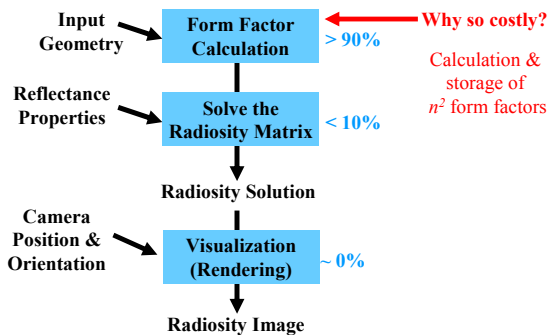 Input
Geometry
Form Factor
Calculation
> 90%
Why so costly?
Calculation &
storage of
n² form factors
Reflectance
Properties
Solve the
Radiosity Matrix
< 10%
Radiosity Solution
Camera
Position &
Orientation
Visualization
(Rendering)
~ 0%
Radiosity Image